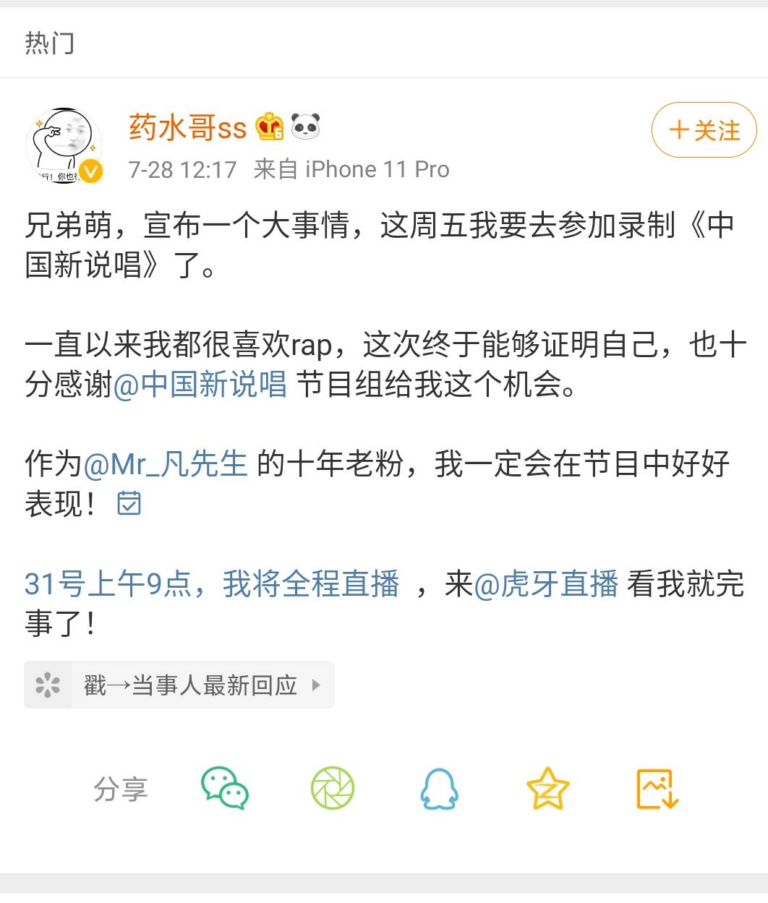 热门
药水哥ss
+关注
7-28 12:17 来自 iPhone 11 Pro
兄弟萌，宣布一个大事情，这周五我要去参加录制《中
国新说唱》了。
一直以来我都很喜欢rap，这次终于能够证明自己，也十
分感谢@中国新说唱 节目组给我这个机会。
作为@Mr_凡先生 的十年老粉，我一定会在节目中好好
表现！
31号上午9点，我将全程直播 ，来@虎牙直播 看我就完
事了！
戳→当事人最新回应
分享